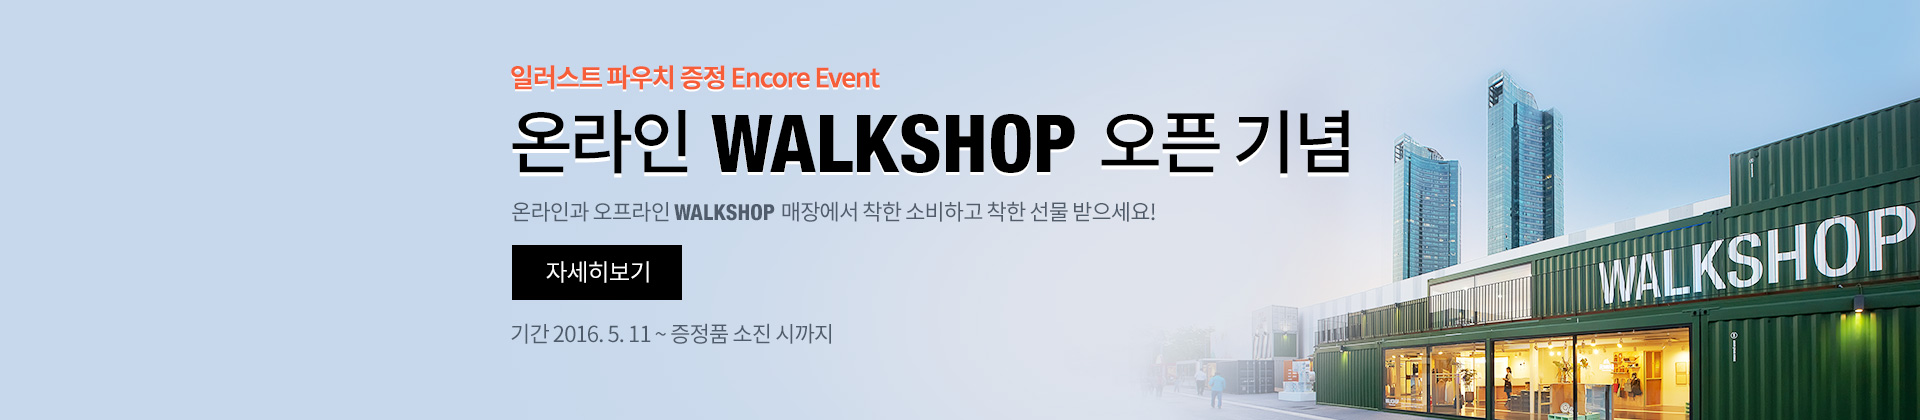 일러스트 파우치 증정 Encore Event
온라인 WALKSHOP 오픈 기념
온라인과 오프라인 WALKSHOP 매장에서 착한 소비하고 착한 선물 받으세요!
자세히보기
기간 2016. 5. 11 ~ 증정품 소진 시까지
WALKSHOP